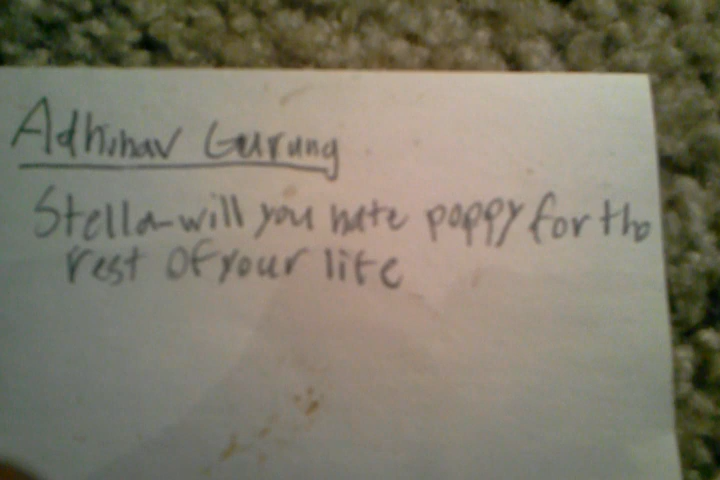 Adhinav Gurung
Stella-will you hate poppy for the
rest of your life